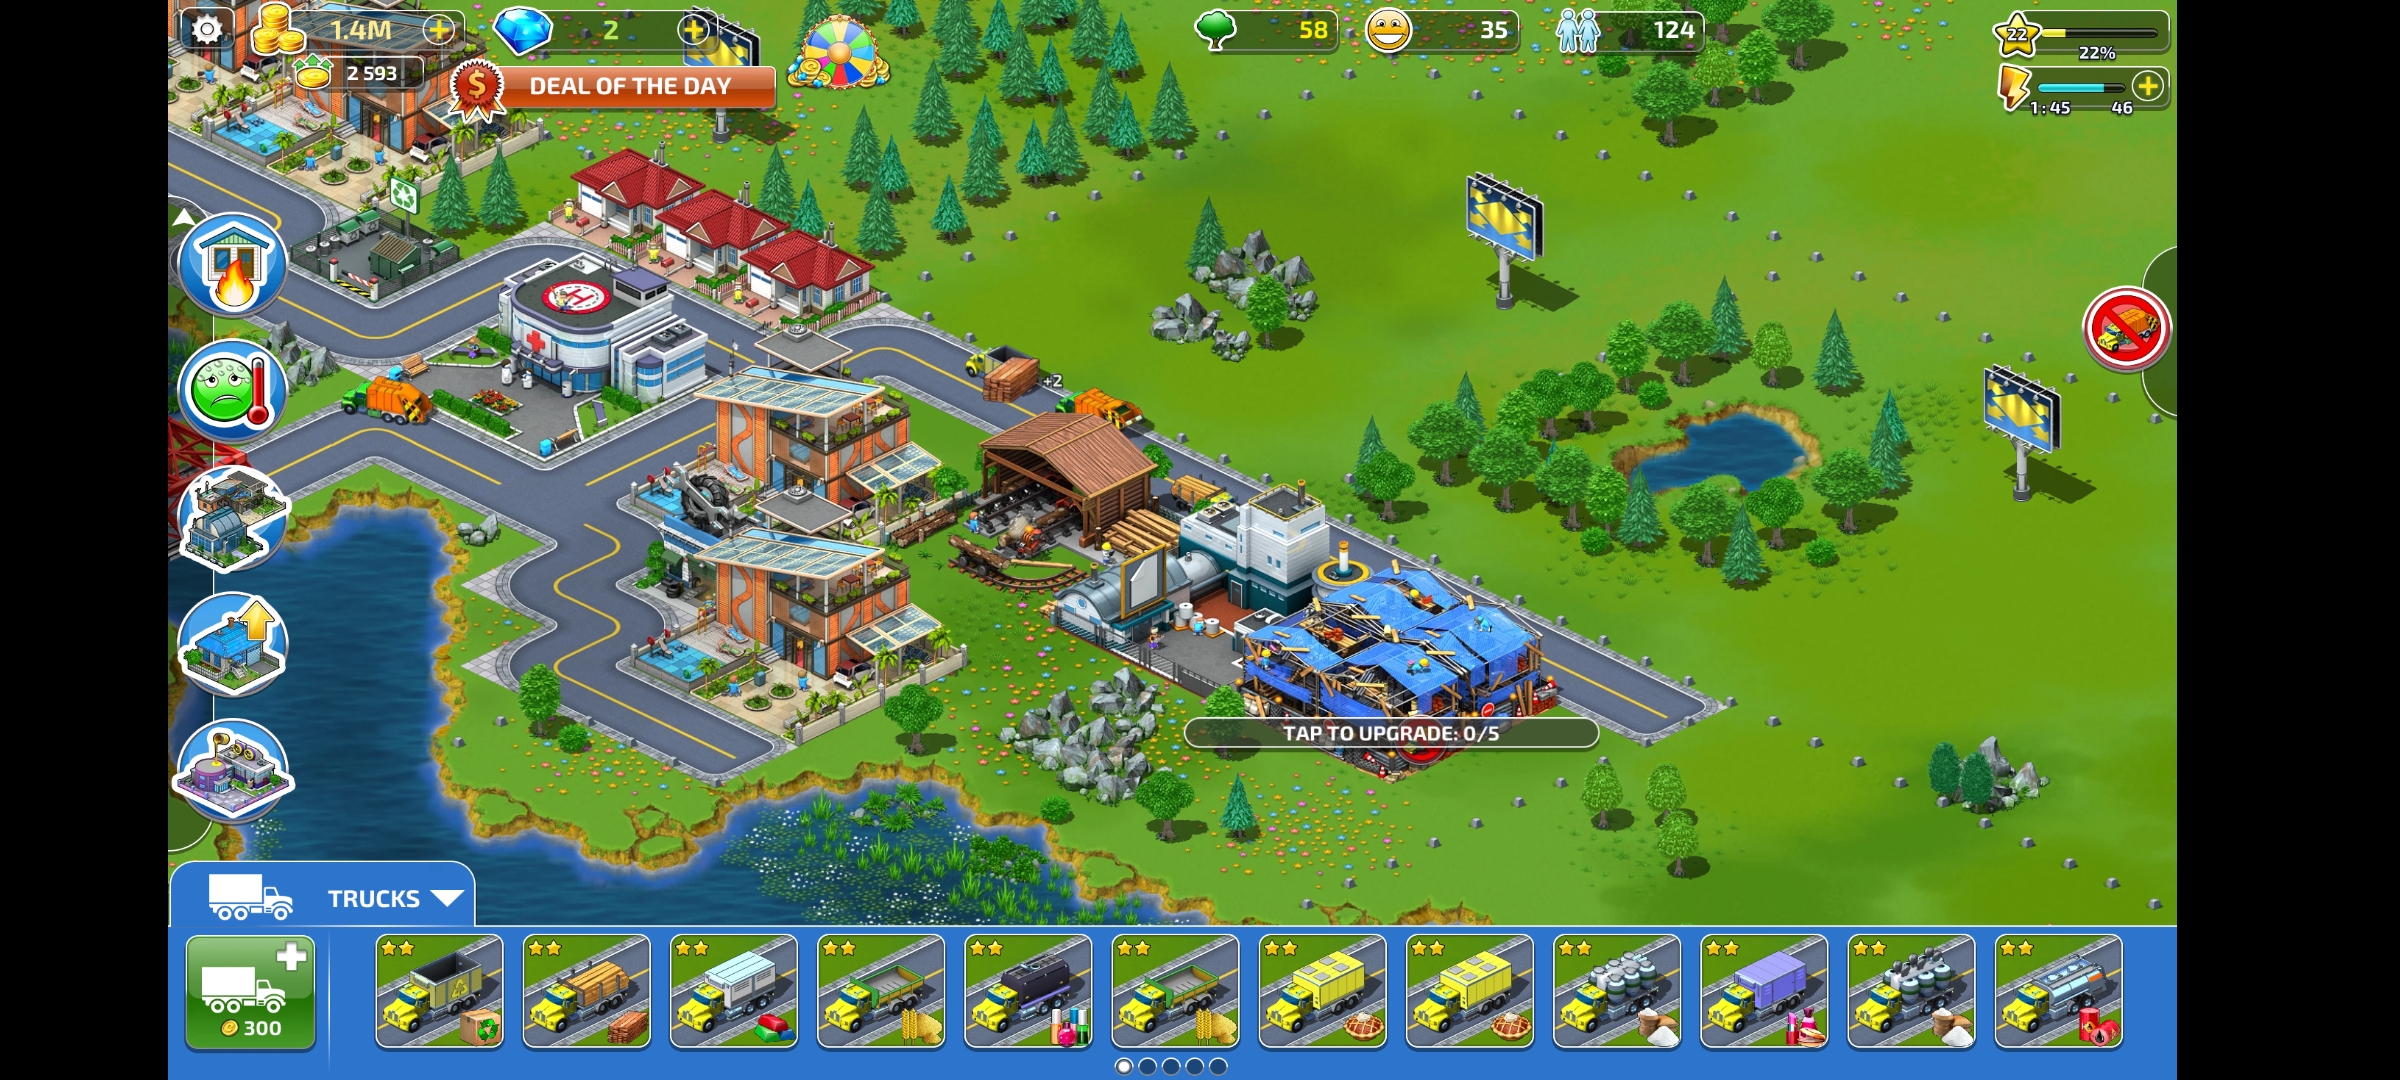 1.4M
2
58
35
124
22
22%
2 593
DEAL OF THE DAY
1:45
46
H
+2
TAP TO UPGRADE: 0/5
TRUCKS
300